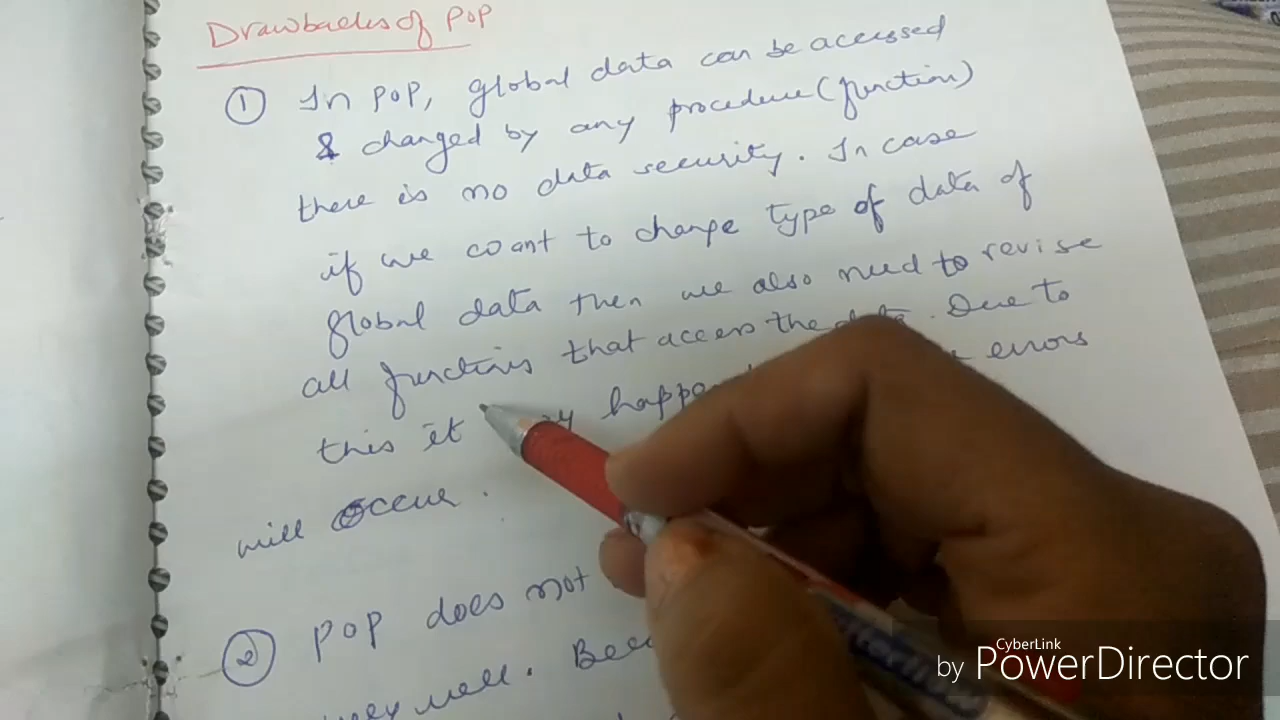 Drawbacks of POP
① In POP, global data can be acessed
& changed by any procedure (function)
there is no data security. In case
if we want to change type of data of
global data then we also need to revise
all functions that access the data. Due to
this it happen errors
will occur.
② POP does not
very well.
CyberLink
by PowerDirector